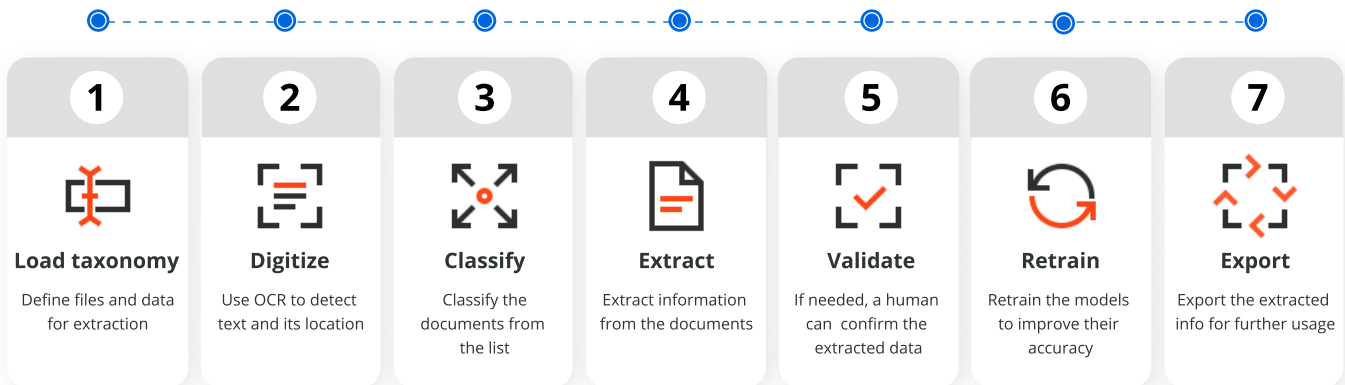 1
Load taxonomy
Define files and data
for extraction
2
Digitize
Use OCR to detect
text and its location
3
Classify
Classify the
documents from
the list
4
Extract
Extract information
from the documents
5
Validate
If needed, a human
can confirm the
extracted data
6
Retrain
Retrain the models
to improve their
accuracy
7
Export
Export the extracted
info for further usage